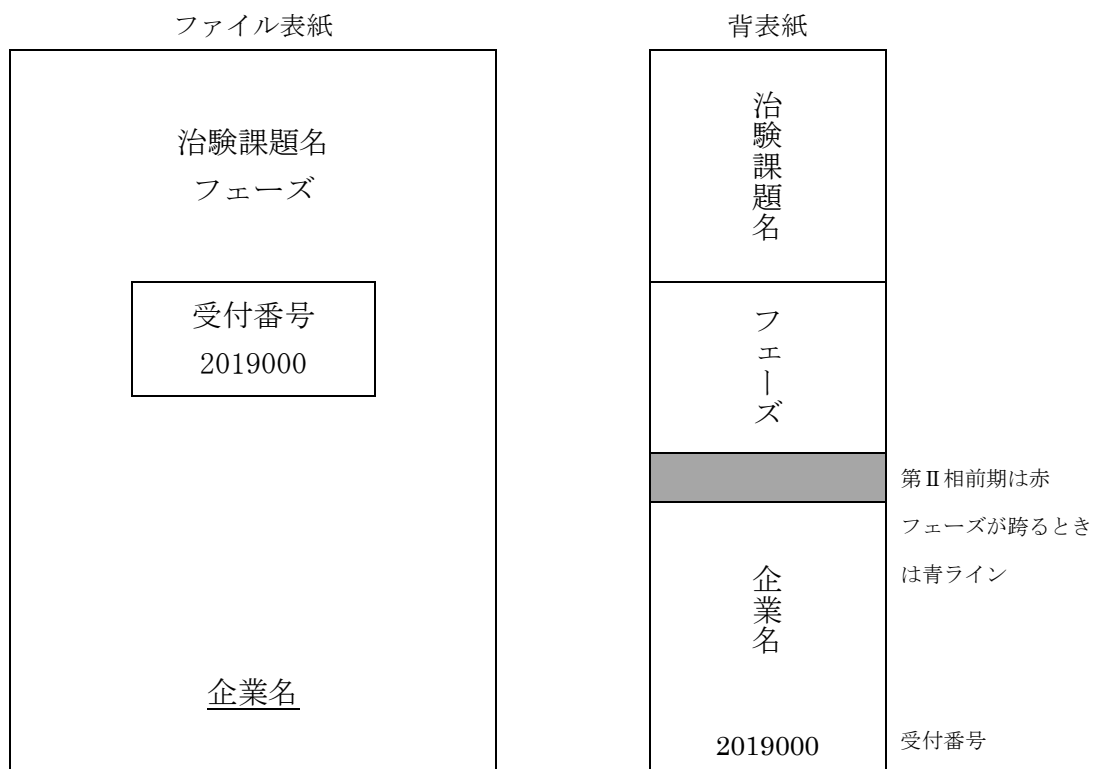 ファイル表紙
治験課題名
フェーズ
受付番号
2019000
企業名
背表紙
治験課題名
フェーズ
第Ⅱ相前期は赤
フェーズが跨るとき
は青ライン
企業名
2019000
受付番号